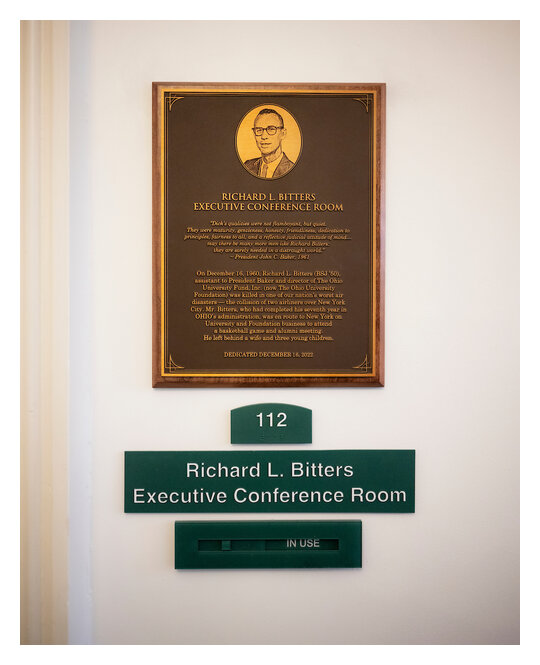 RICHARD L. BITTERS
EXECUTIVE CONFERENCE ROOM
"Dick's qualities were not flamboyant, but quiet.
They were maturity, gentleness, honesty, friendliness, dedication to
principles, fairness to all, and a reflective judicial attitude of mind...
may there be many more men like Richard Bitters:
they are sorely needed in a distraught world."
~ President John C. Baker, 1961
On December 16, 1960, Richard L. Bitters (BSJ '50),
assistant to President Baker and director of The Ohio
University Fund, Inc. (now The Ohio University
Foundation) was killed in one of our nation's worst air
disasters — the collision of two airliners over New York
City. Mr. Bitters, who had completed his seventh year in
OHIO's administration, was en route to New York on
University and Foundation business to attend
a basketball game and alumni meeting.
He left behind a wife and three young children.
DEDICATED DECEMBER 16, 2022
112
Richard L. Bitters
Executive Conference Room
IN USE